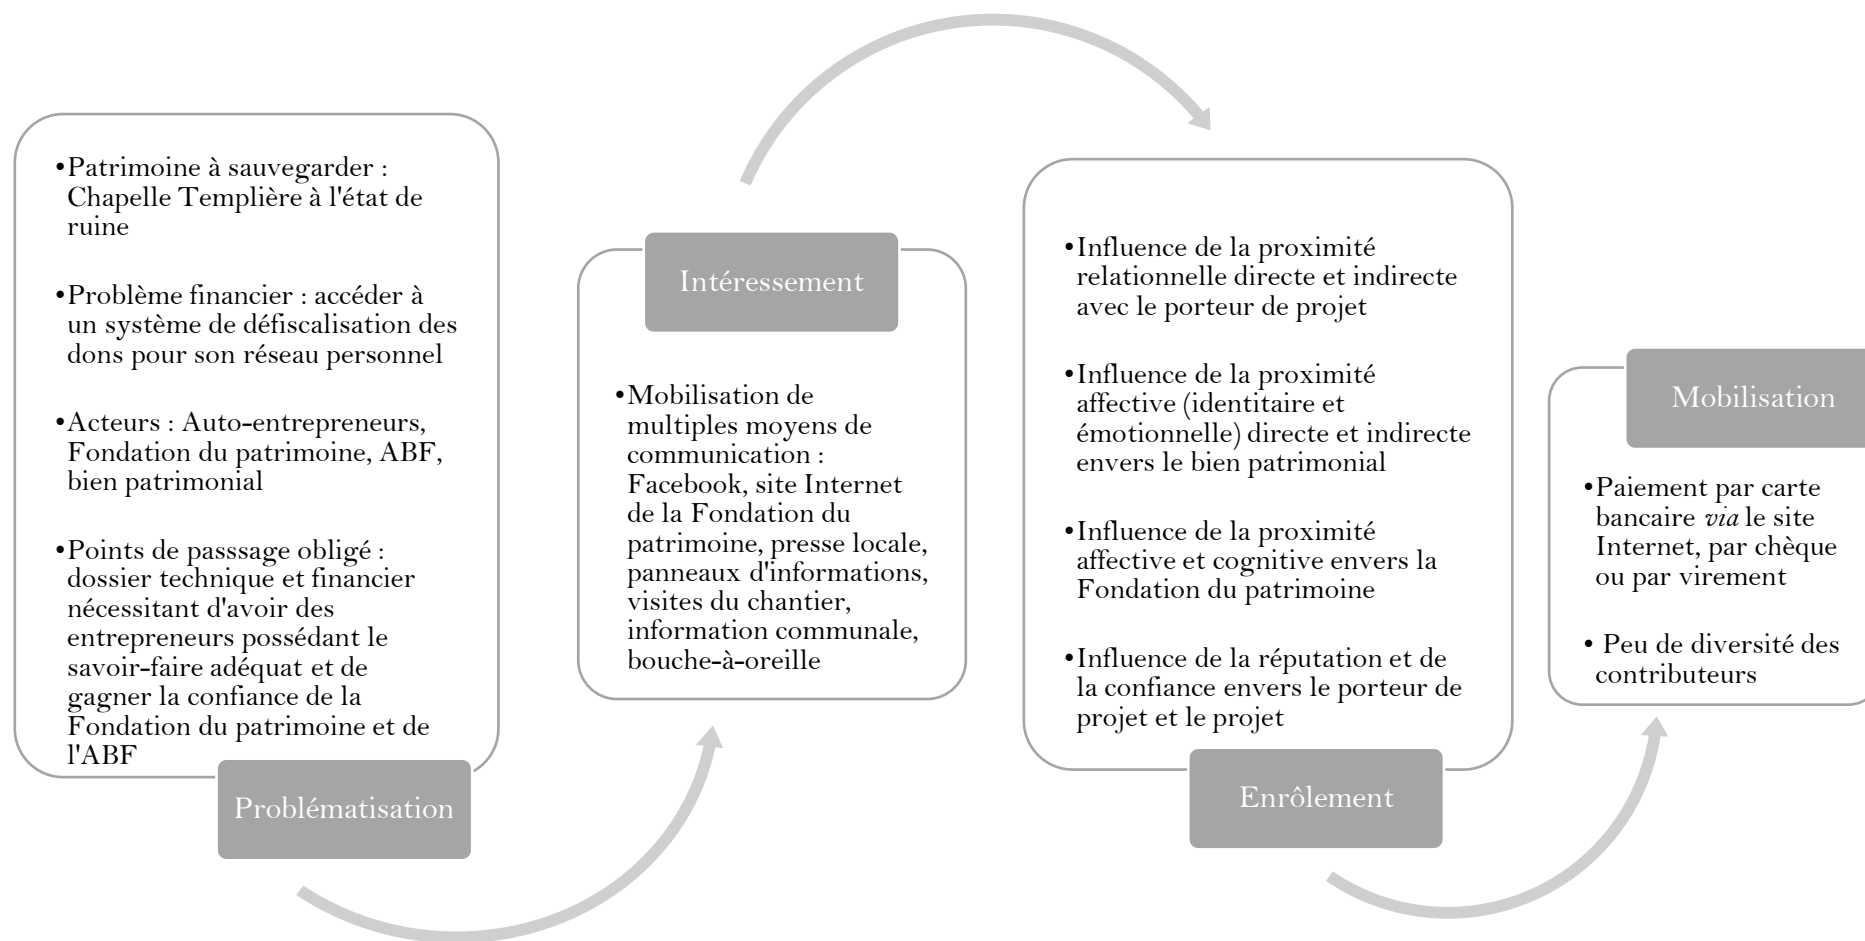 •Patrimoine à sauvegarder :
Chapelle Templière à l'état de
ruine
•Problème financier : accéder à
un système de défiscalisation des
dons pour son réseau personnel
•Acteurs : Auto-entrepreneurs,
Fondation du patrimoine, ABF,
bien patrimonial
•Points de passsage obligé :
dossier technique et financier
nécessitant d'avoir des
entrepreneurs possédant le
savoir-faire adéquat et de
gagner la confiance de la
Fondation du patrimoine et de
l'ABF
Problématisation
Intéressement
•Mobilisation de
multiples moyens de
communication :
Facebook, site Internet
de la Fondation du
patrimoine, presse locale,
panneaux d'informations,
visites du chantier,
information communale,
bouche-à-oreille
•Influence de la proximité
relationnelle directe et indirecte
avec le porteur de projet
•Influence de la proximité
affective (identitaire et
émotionnelle) directe et indirecte
envers le bien patrimonial
•Influence de la proximité
affective et cognitive envers la
Fondation du patrimoine
•Influence de la réputation et de
la confiance envers le porteur de
projet et le projet
Enrôlement
Mobilisation
•Paiement par carte
bancaire via le site
Internet, par chèque
ou par virement
• Peu de diversité des
contributeurs